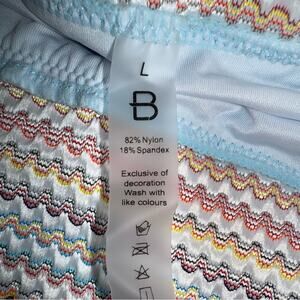 L
B
82% Nylon
18% Spandex
Exclusive of
decoration
Wash with
like colours